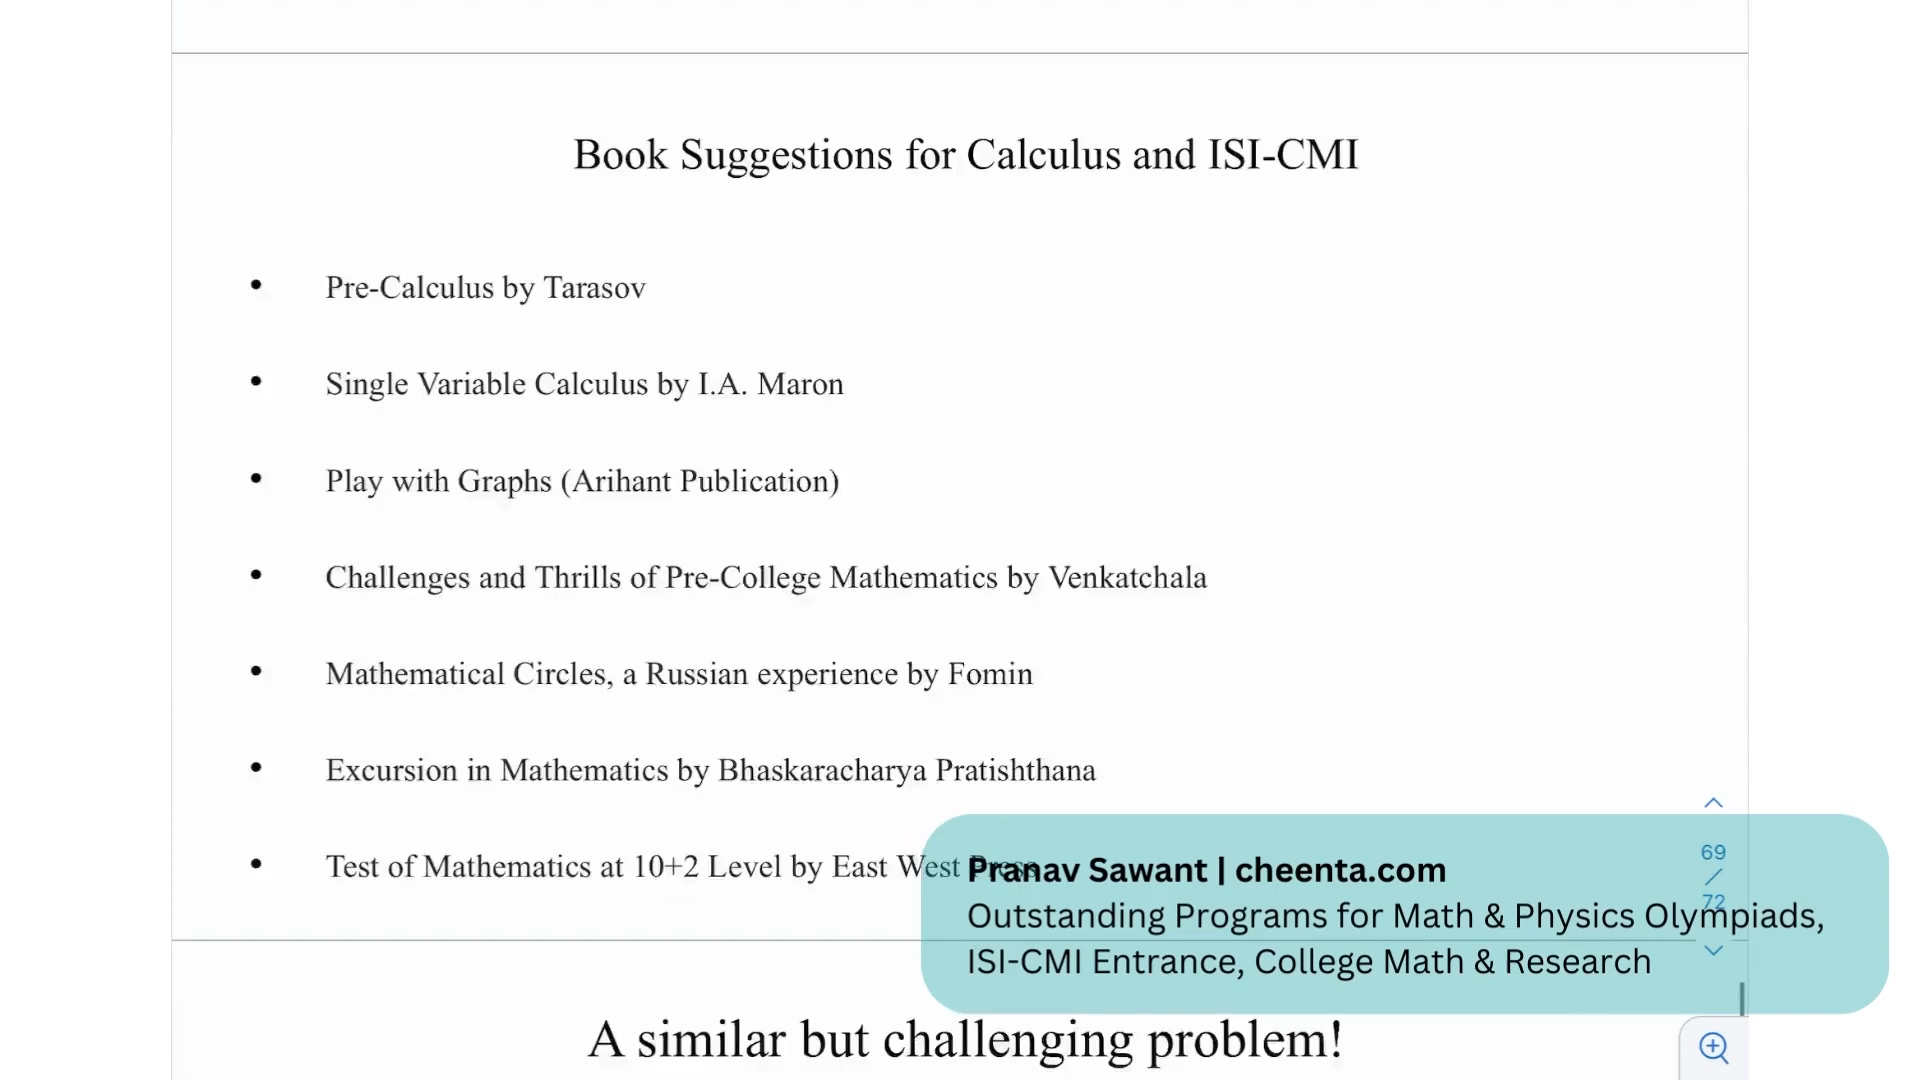 Book Suggestions for Calculus and ISI-CMI
• Pre-Calculus by Tarasov
• Single Variable Calculus by I.A. Maron
• Play with Graphs (Arihant Publication)
• Challenges and Thrills of Pre-College Mathematics by Venkatchala
• Mathematical Circles, a Russian experience by Fomin
• Excursion in Mathematics by Bhaskaracharya Pratishthana
• Test of Mathematics at 10+2 Level by East West Press
Pranav Sawant | cheenta.com
Outstanding Programs for Math & Physics Olympiads,
ISI-CMI Entrance, College Math & Research
69
/
72
A similar but challenging problem!